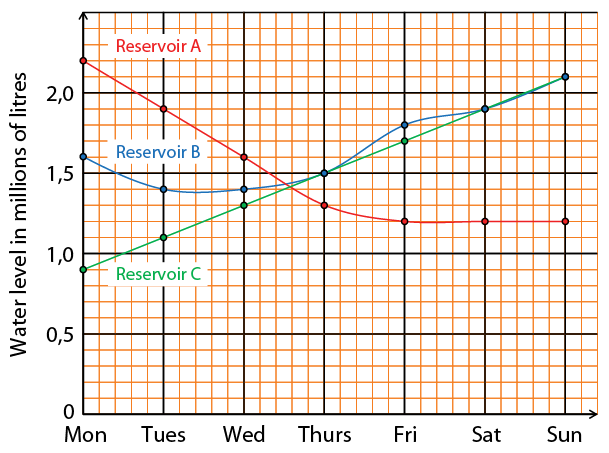 Water level in millions of litres
Reservoir A
2,0
Reservoir B
1,5
1,0
Reservoir C
0,5
0
Mon Tues Wed Thurs Fri Sat Sun